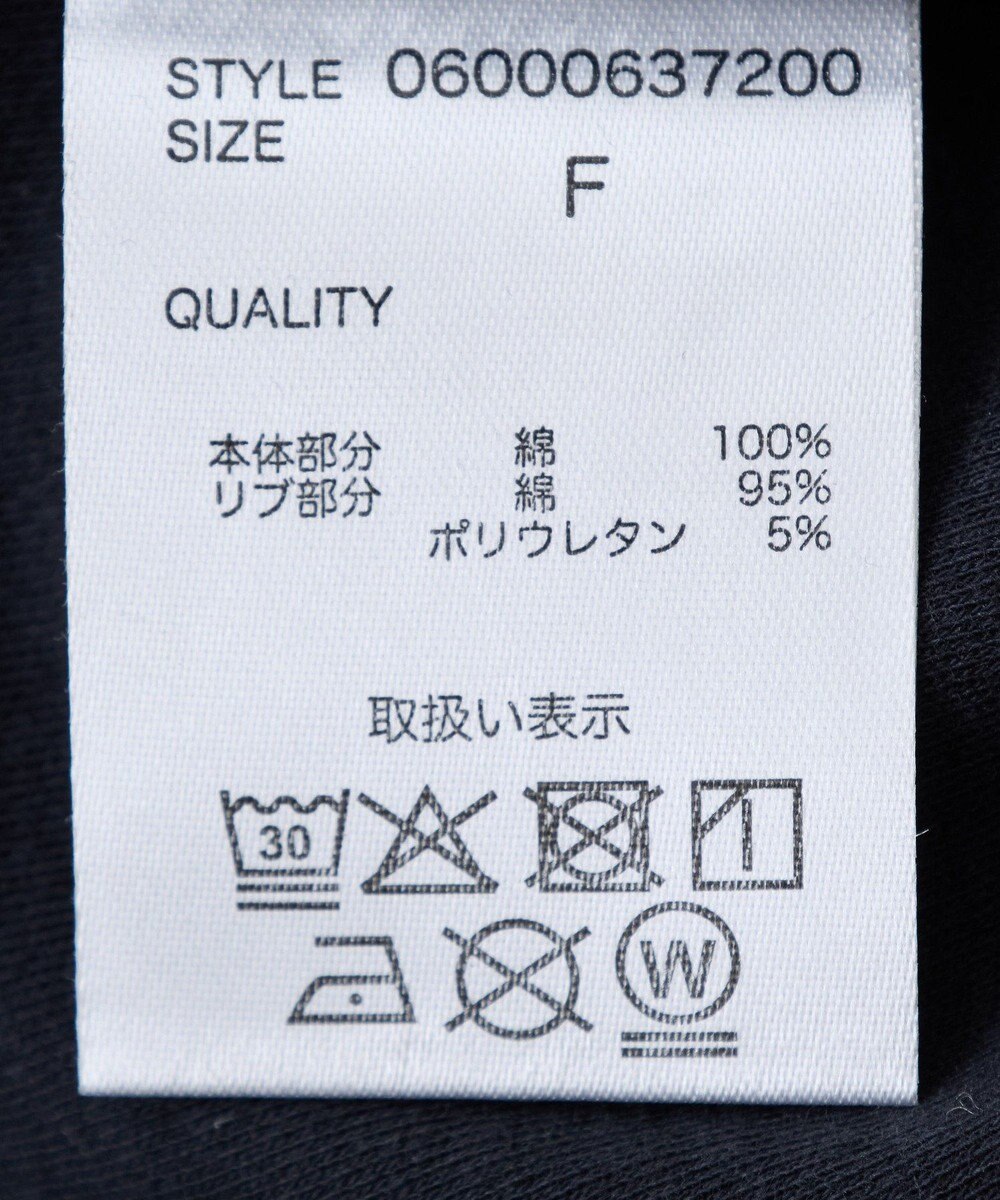 STYLE 06000637200
SIZE
F
QUALITY
本体部分 綿 100%
リブ部分 綿 95%
ポリウレタン 5%
取扱い表示
30
W